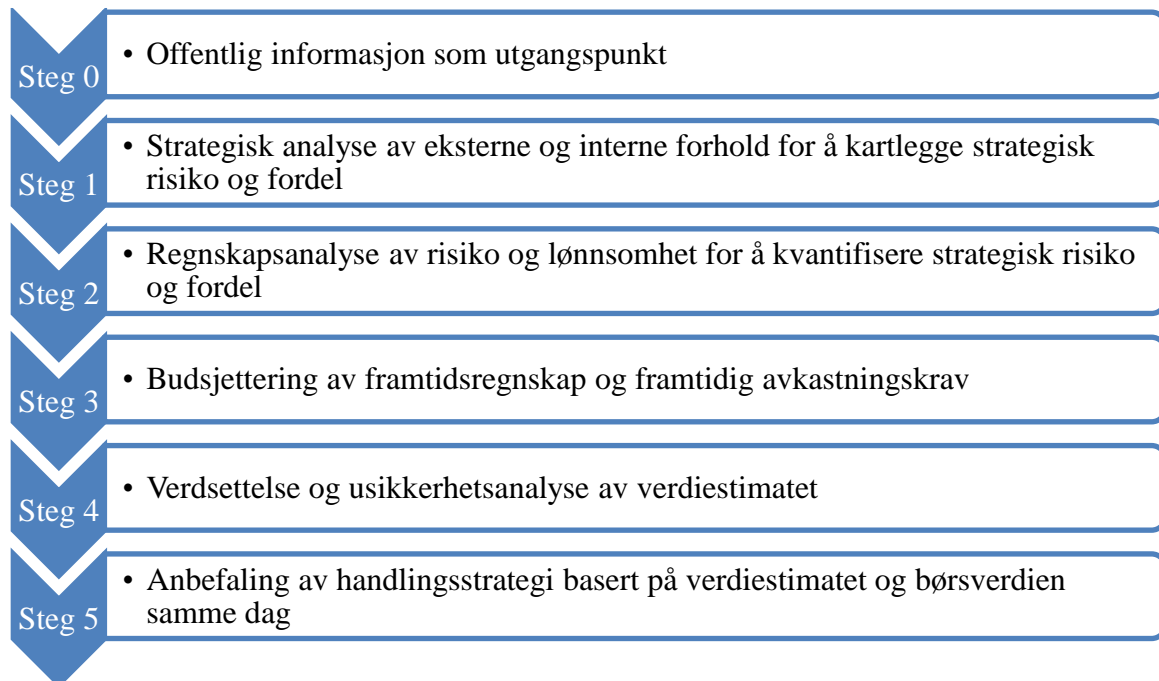 Steg 0
• Offentlig informasjon som utgangspunkt
Steg 1
• Strategisk analyse av eksterne og interne forhold for å kartlegge strategisk
risiko og fordel
Steg 2
• Regnskapsanalyse av risiko og lønnsomhet for å kvantifisere strategisk risiko
og fordel
Steg 3
• Budsjettering av framtidsregnskap og framtidig avkastningskrav
Steg 4
• Verdsettelse og usikkerhetsanalyse av verdiestimatet
Steg 5
• Anbefaling av handlingsstrategi basert på verdiestimatet og børsverdien
samme dag